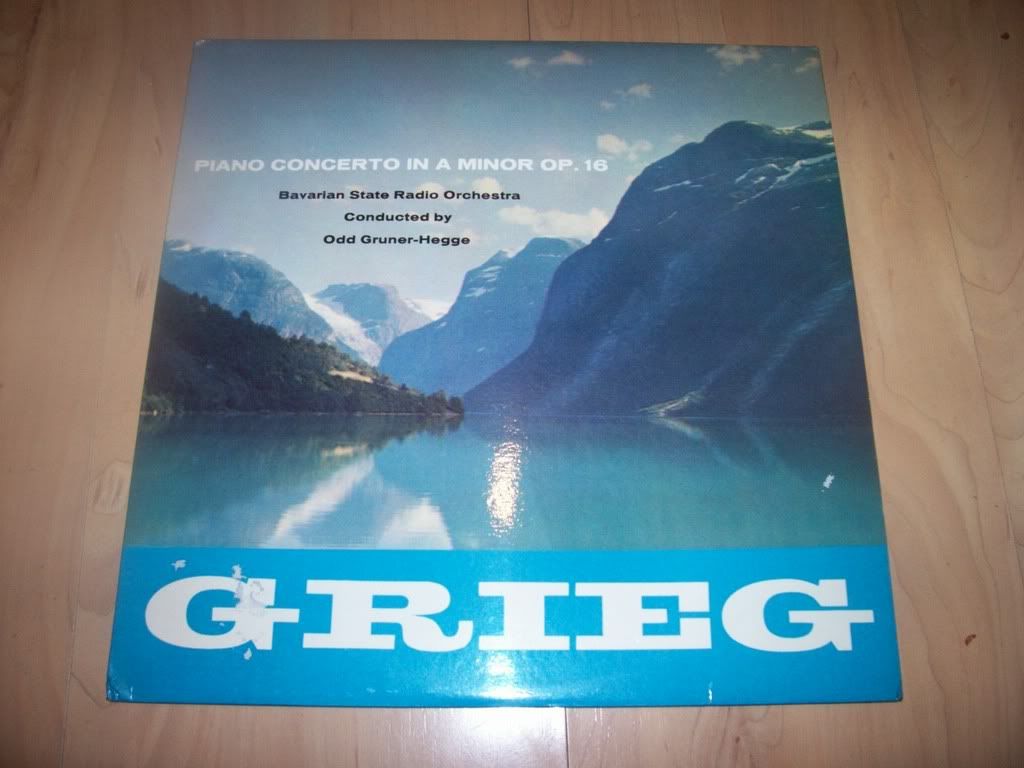 PIANO CONCERTO IN A MINOR OP. 16
Bavarian State Radio Orchestra
Conducted by
Odd Gruner-Hegge
GRIEG